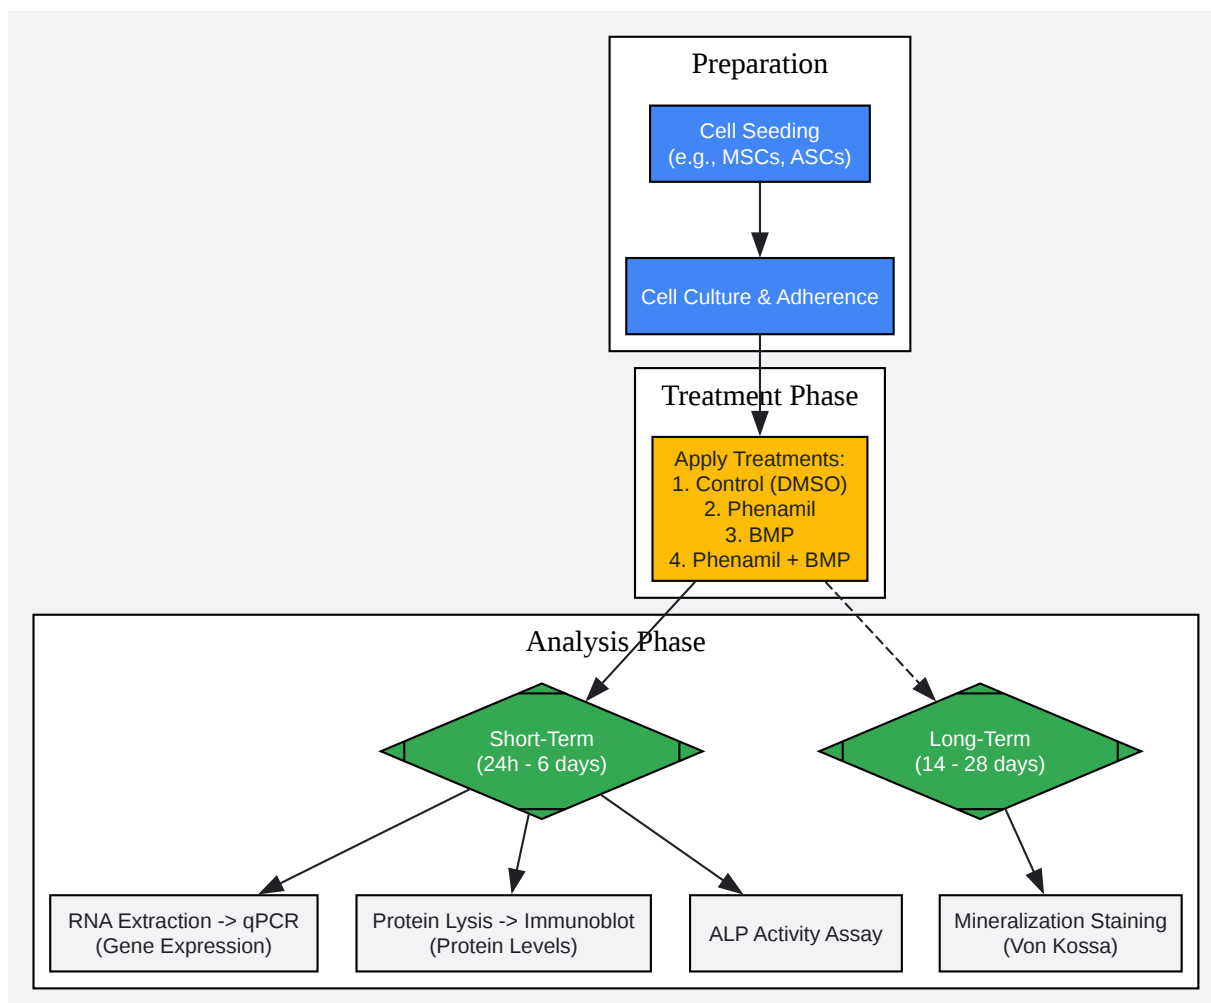 Preparation
Cell Seeding
(e.g., MSCs, ASCs)
Cell Culture & Adherence
Treatment Phase
Apply Treatments:
1. Control (DMSO)
2. Phenamil
3. BMP
4. Phenamil + BMP
Analysis Phase
Short-Term
(24h - 6 days)
Long-Term
(14 - 28 days)
RNA Extraction -> qPCR
(Gene Expression)
Protein Lysis -> Immunoblot
(Protein Levels)
ALP Activity Assay
Mineralization Staining
(Von Kossa)